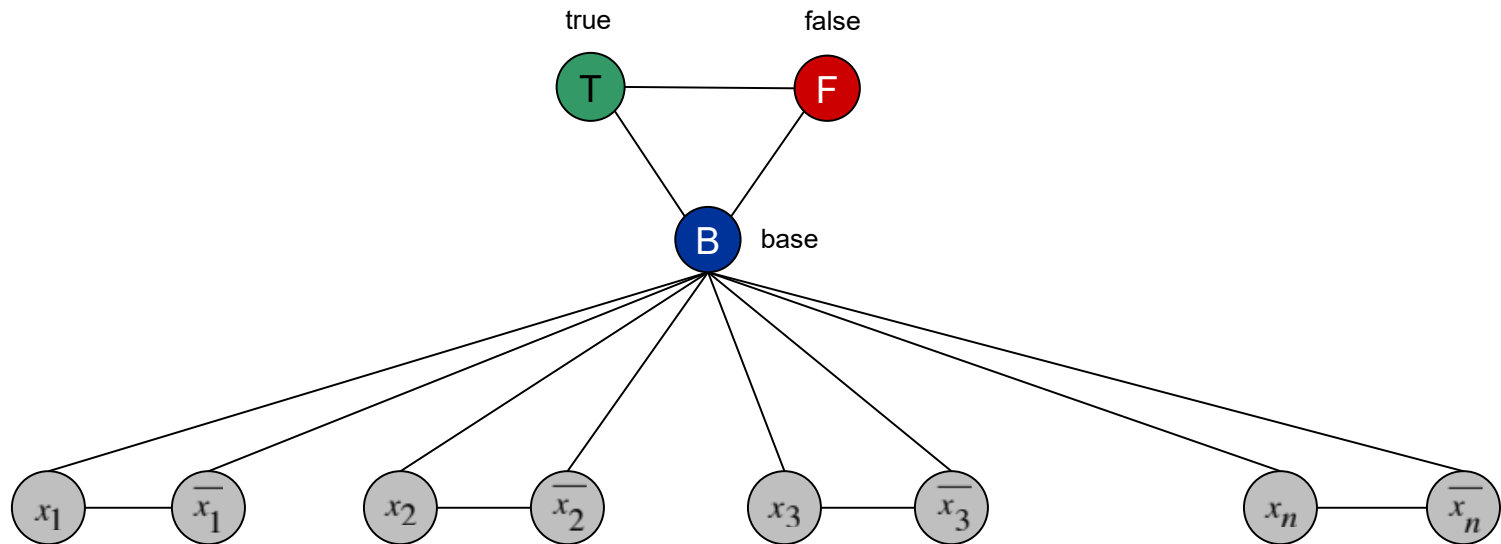 true false
T F
B base
x₁ x̅₁ x₂ x̅₂ x₃ x̅₃ xₙ x̅ₙ